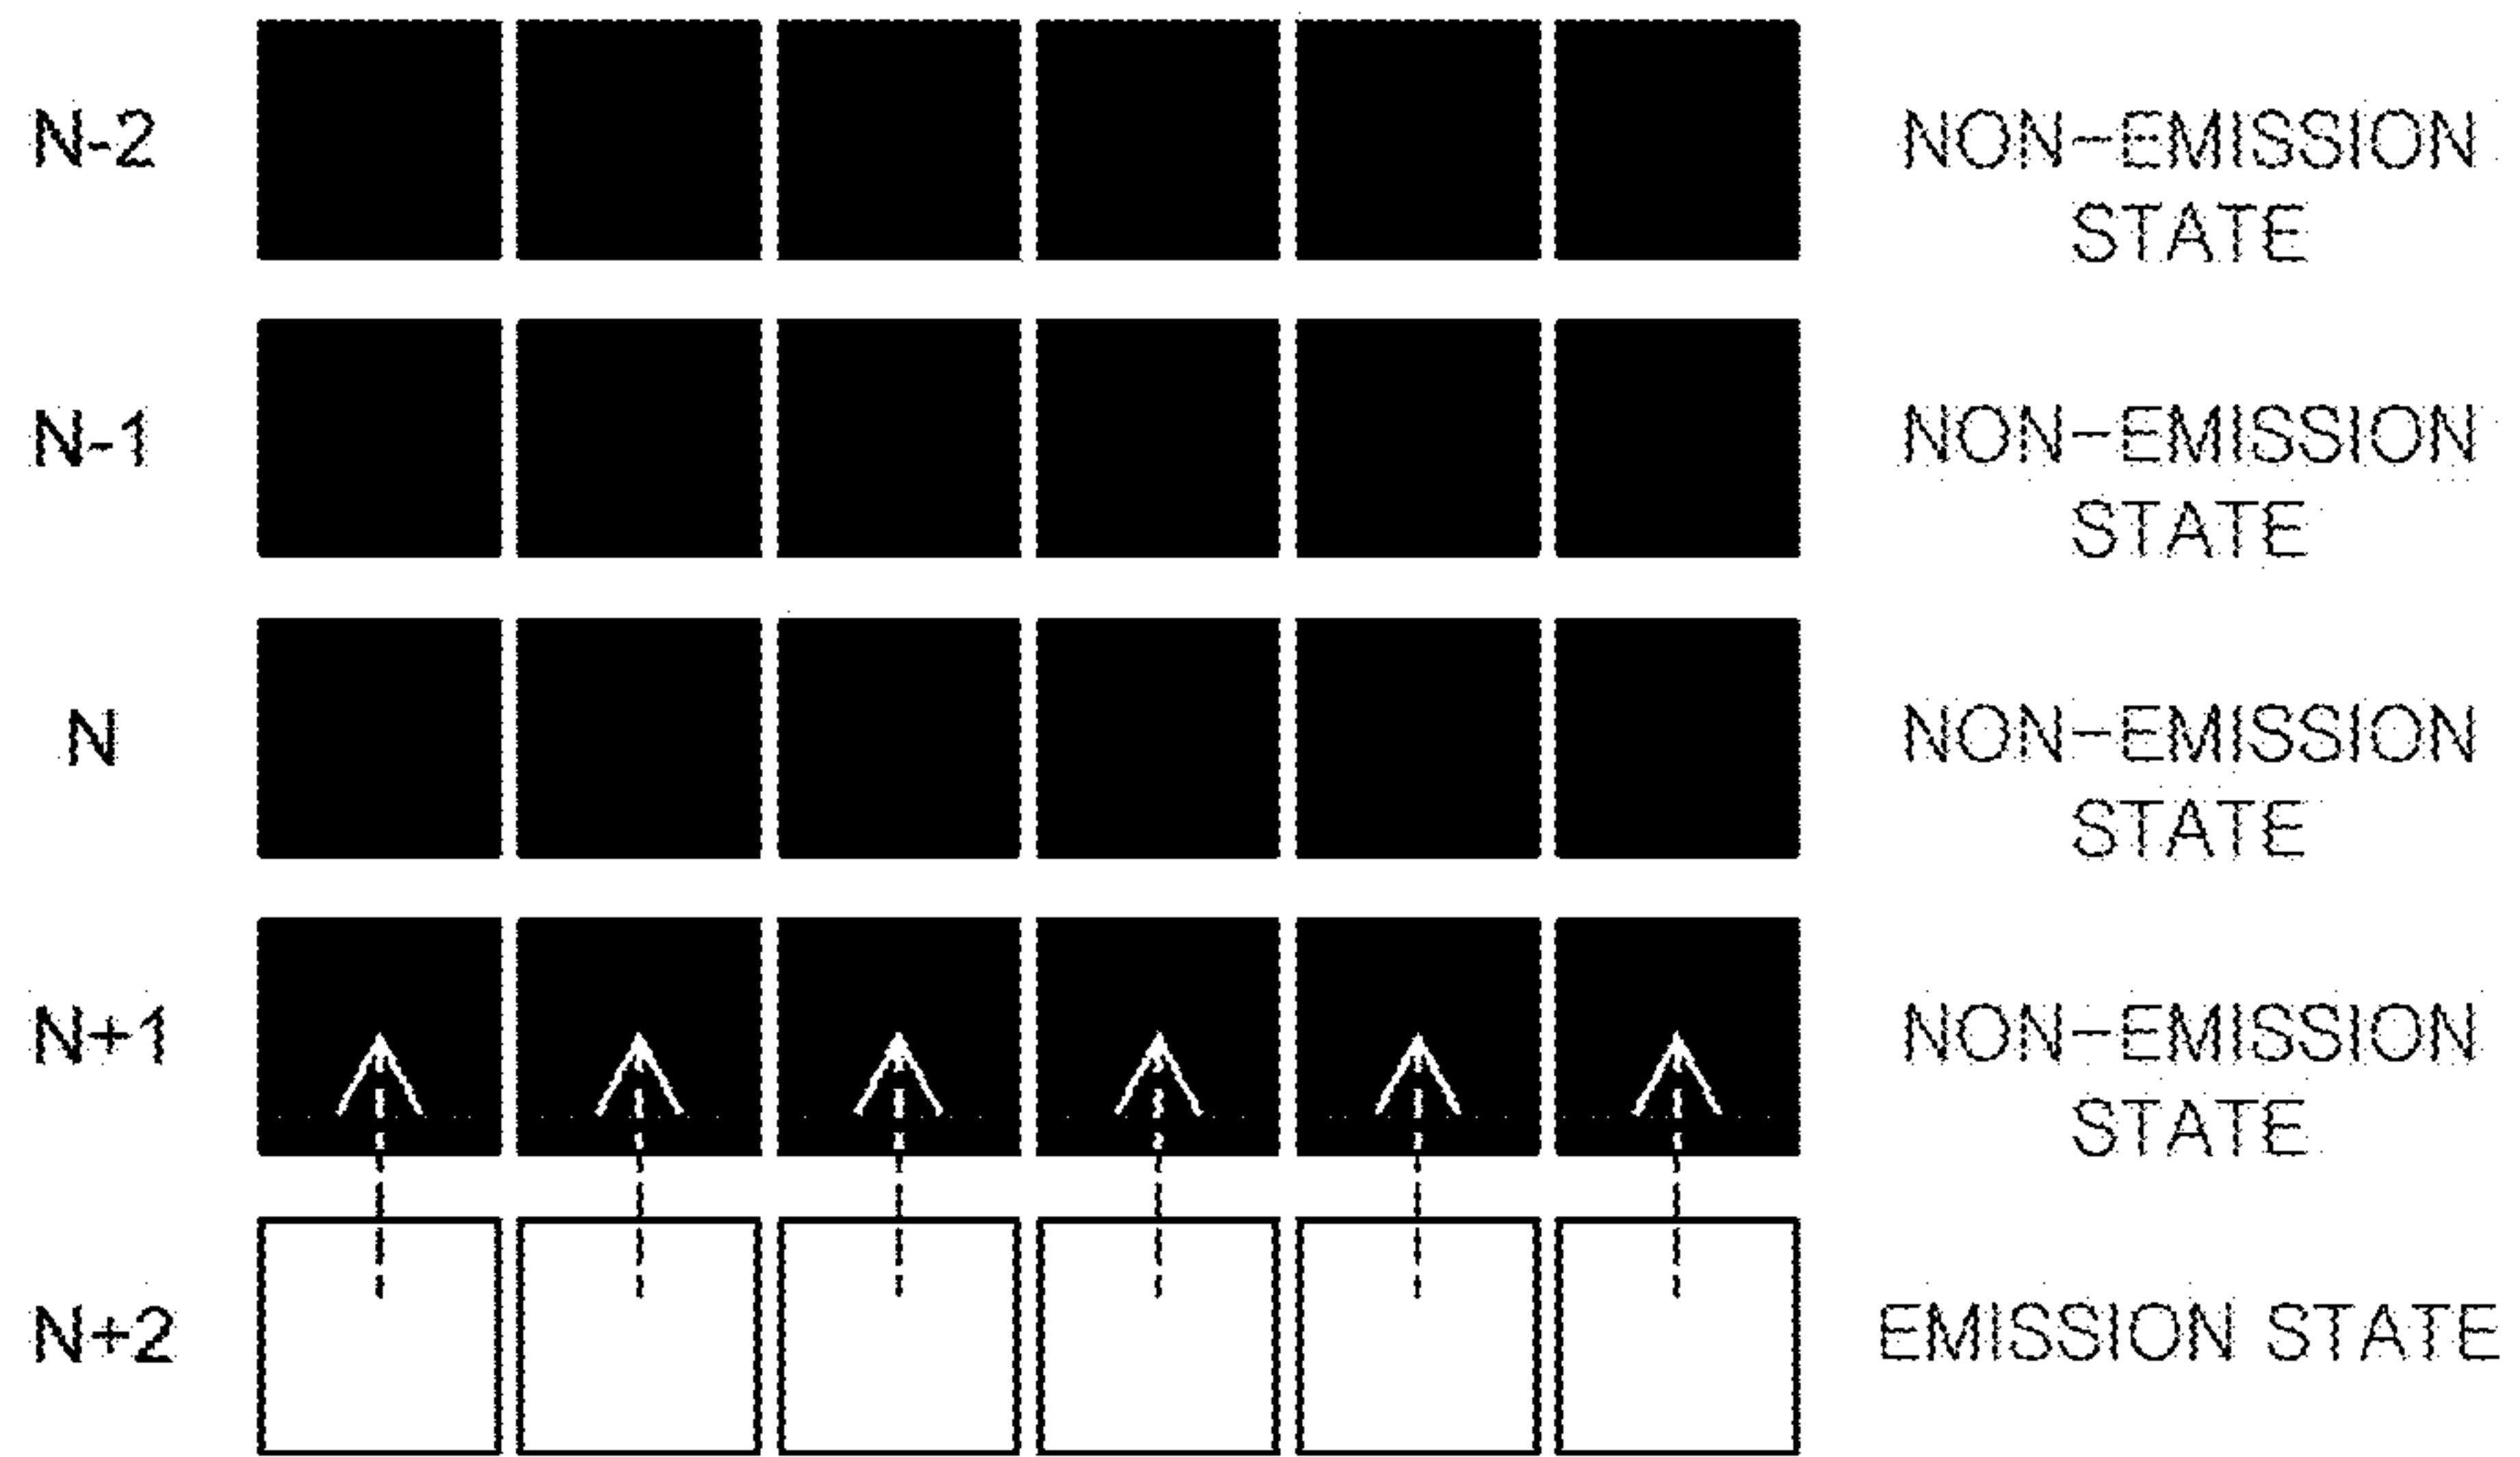 N-2
NON-EMISSION
STATE
N-1
NON-EMISSION
STATE
N
NON-EMISSION
STATE
N+1
NON-EMISSION
STATE
N+2
EMISSION STATE